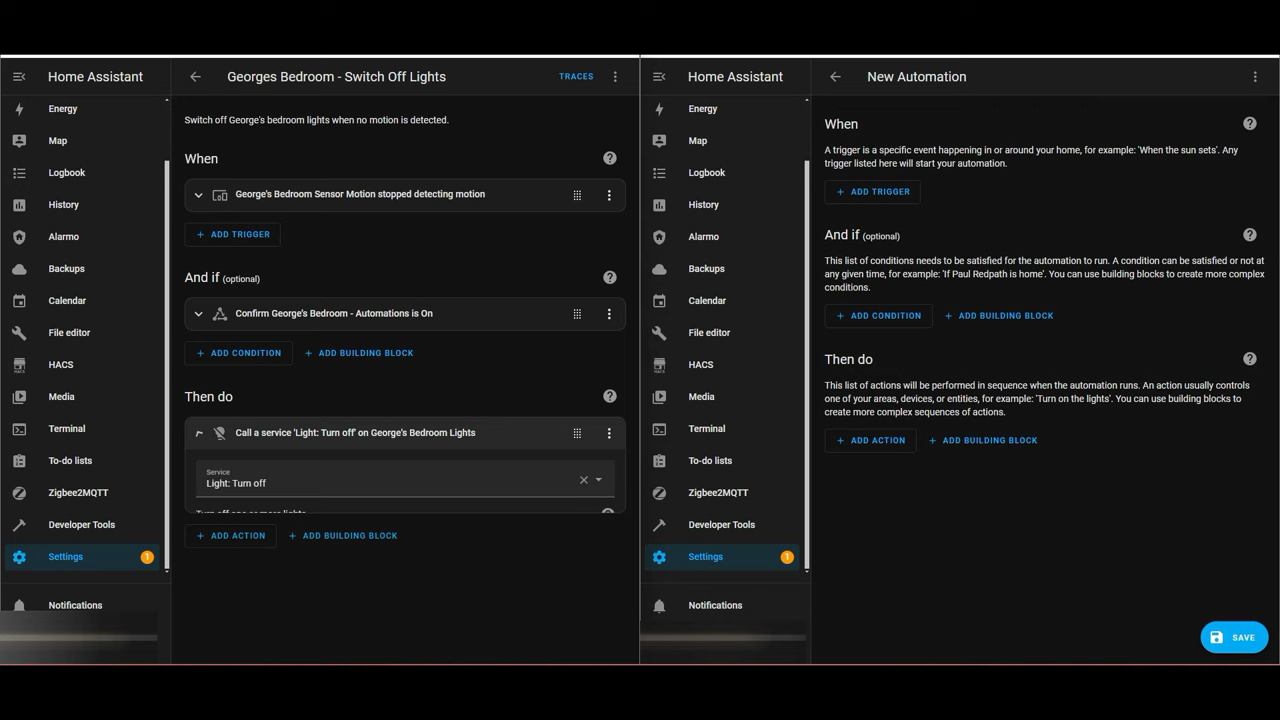 Home Assistant
Energy
Map
Logbook
History
Alarmo
Backups
Calendar
File editor
HACS
Media
Terminal
To-do lists
Zigbee2MQTT
Developer Tools
Settings 1
Notifications
Georges Bedroom - Switch Off Lights
TRACES
Switch off George's bedroom lights when no motion is detected.
When
George's Bedroom Sensor Motion stopped detecting motion
+ ADD TRIGGER
And if (optional)
Confirm George's Bedroom - Automations is On
+ ADD CONDITION + ADD BUILDING BLOCK
Then do
Call a service 'Light: Turn off' on George's Bedroom Lights
Service
Light: Turn off
Turn off one or more lights
+ ADD ACTION + ADD BUILDING BLOCK
Home Assistant
Energy
Map
Logbook
History
Alarmo
Backups
Calendar
File editor
HACS
Media
Terminal
To-do lists
Zigbee2MQTT
Developer Tools
Settings 1
Notifications
New Automation
When
A trigger is a specific event happening in or around your home, for example: 'When the sun sets'. Any
trigger listed here will start your automation.
+ ADD TRIGGER
And if (optional)
This list of conditions needs to be satisfied for the automation to run. A condition can be satisfied or not at
any given time, for example: 'If Paul Redpath is home'. You can use building blocks to create more complex
conditions.
+ ADD CONDITION + ADD BUILDING BLOCK
Then do
This list of actions will be performed in sequence when the automation runs. An action usually controls
one of your areas, devices, or entities, for example: 'Turn on the lights'. You can use building blocks to
create more complex sequences of actions.
+ ADD ACTION + ADD BUILDING BLOCK
SAVE